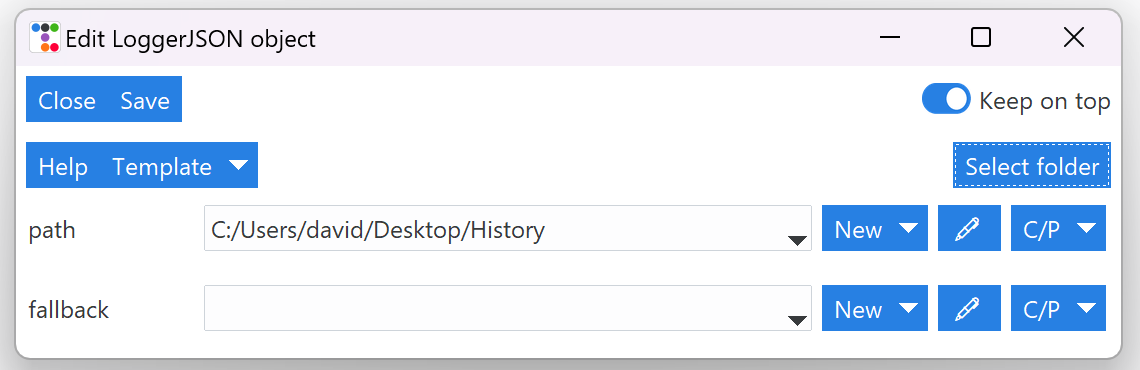 Edit LoggerJSON object
Close Save Keep on top
Help Template Select folder
path C:/Users/david/Desktop/History New C/P
fallback New C/P